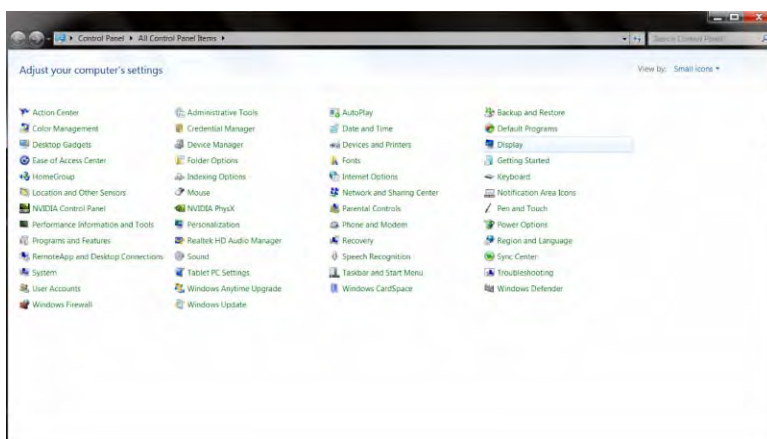 Control Panel All Control Panel Items
Search Control Panel
Adjust your computer's settings View by: Small icons
Action Center Administrative Tools AutoPlay Backup and Restore
Color Management Credential Manager Date and Time Default Programs
Desktop Gadgets Device Manager Devices and Printers Display
Ease of Access Center Folder Options Fonts Getting Started
HomeGroup Indexing Options Internet Options Keyboard
Location and Other Sensors Mouse Network and Sharing Center Notification Area Icons
NVIDIA Control Panel NVIDIA PhysX Parental Controls Pen and Touch
Performance Information and Tools Personalization Phone and Modem Power Options
Programs and Features Realtek HD Audio Manager Recovery Region and Language
RemoteApp and Desktop Connections Sound Speech Recognition Sync Center
System Tablet PC Settings Taskbar and Start Menu Troubleshooting
User Accounts Windows Anytime Upgrade Windows CardSpace Windows Defender
Windows Firewall Windows Update